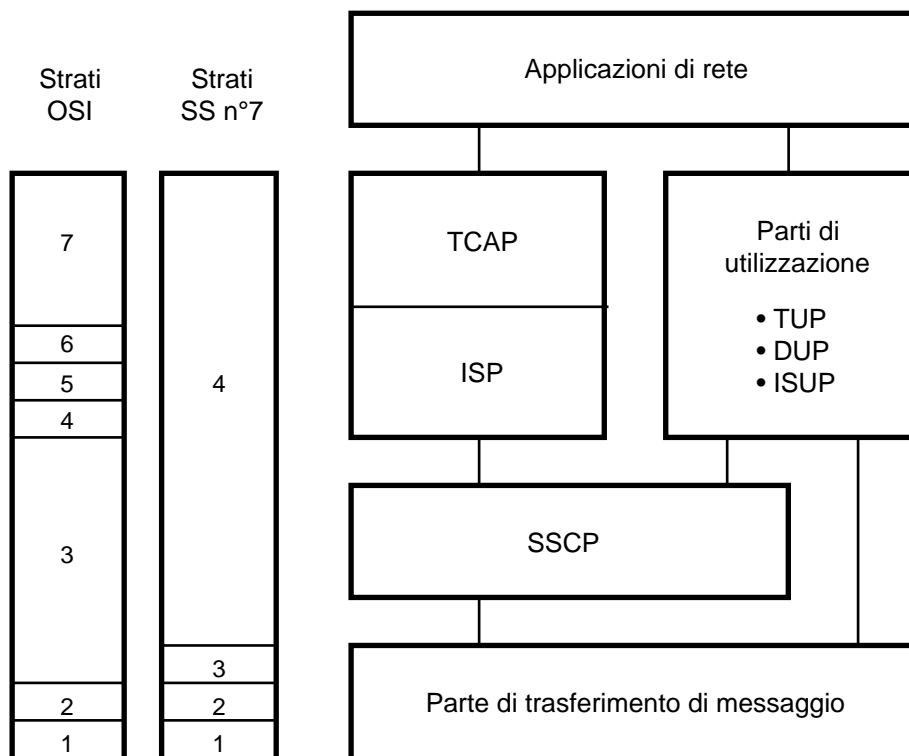 Applicazioni di rete
Strati
OSI
Strati
SS n°7
7
6
5
4
3
2
1
4
3
2
1
TCAP
ISP
Parti di
utilizzazione
• TUP
• DUP
• ISUP
SSCP
Parte di trasferimento di messaggio